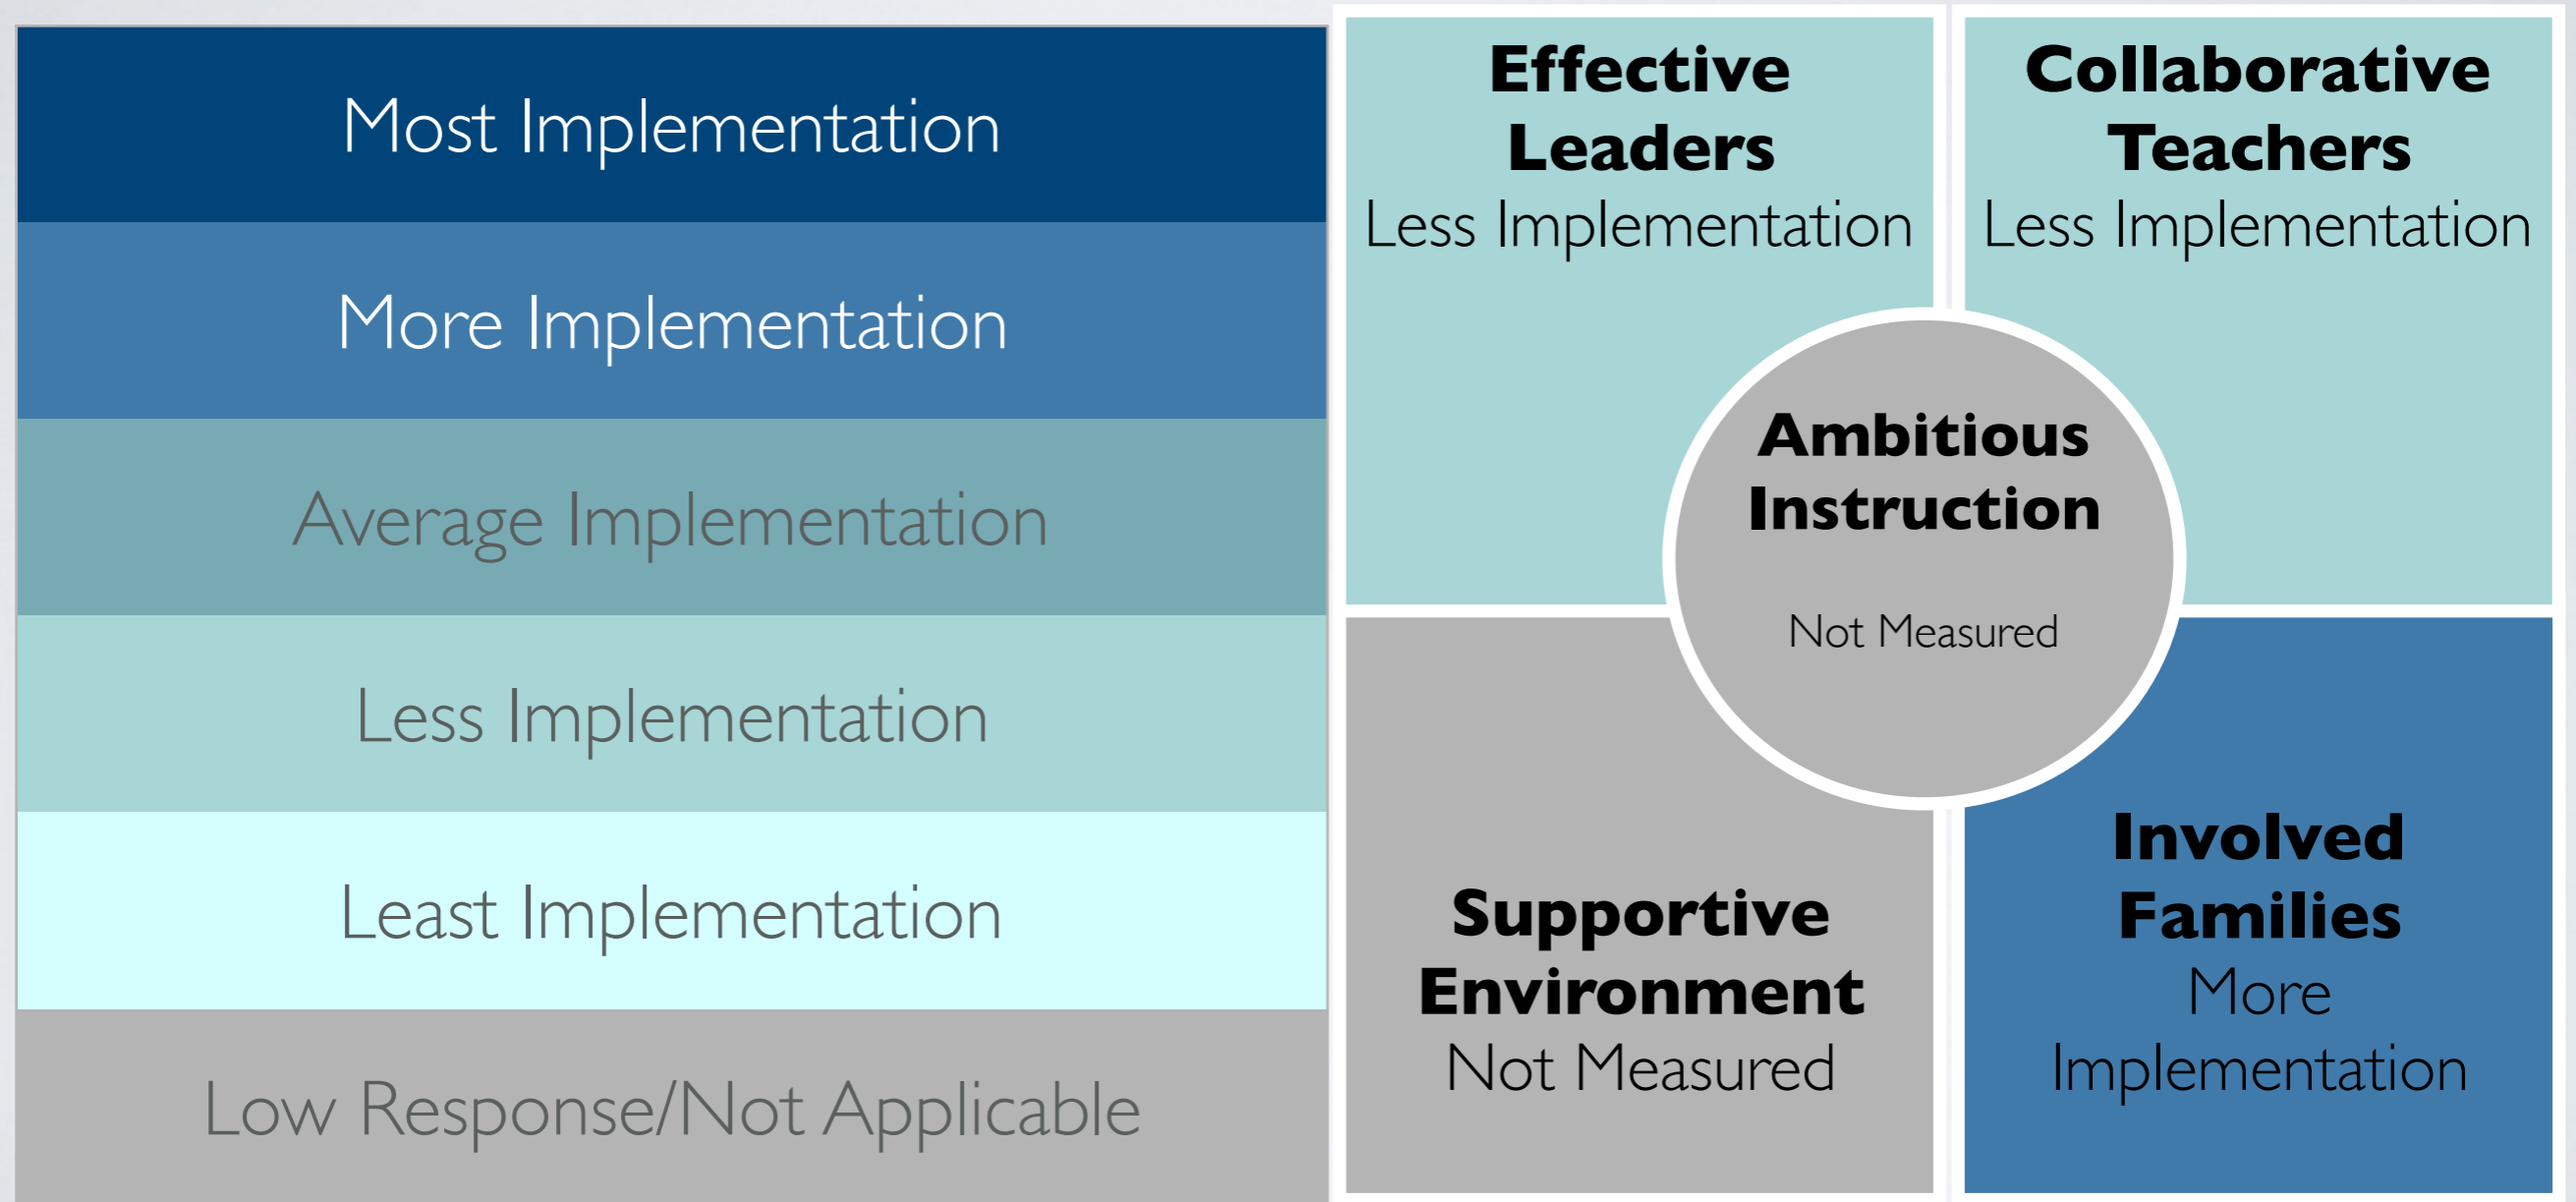 Most Implementation
More Implementation
Average Implementation
Less Implementation
Least Implementation
Low Response/Not Applicable
Effective
Leaders
Less Implementation
Collaborative
Teachers
Less Implementation
Ambitious
Instruction
Not Measured
Supportive
Environment
Not Measured
Involved
Families
More
Implementation